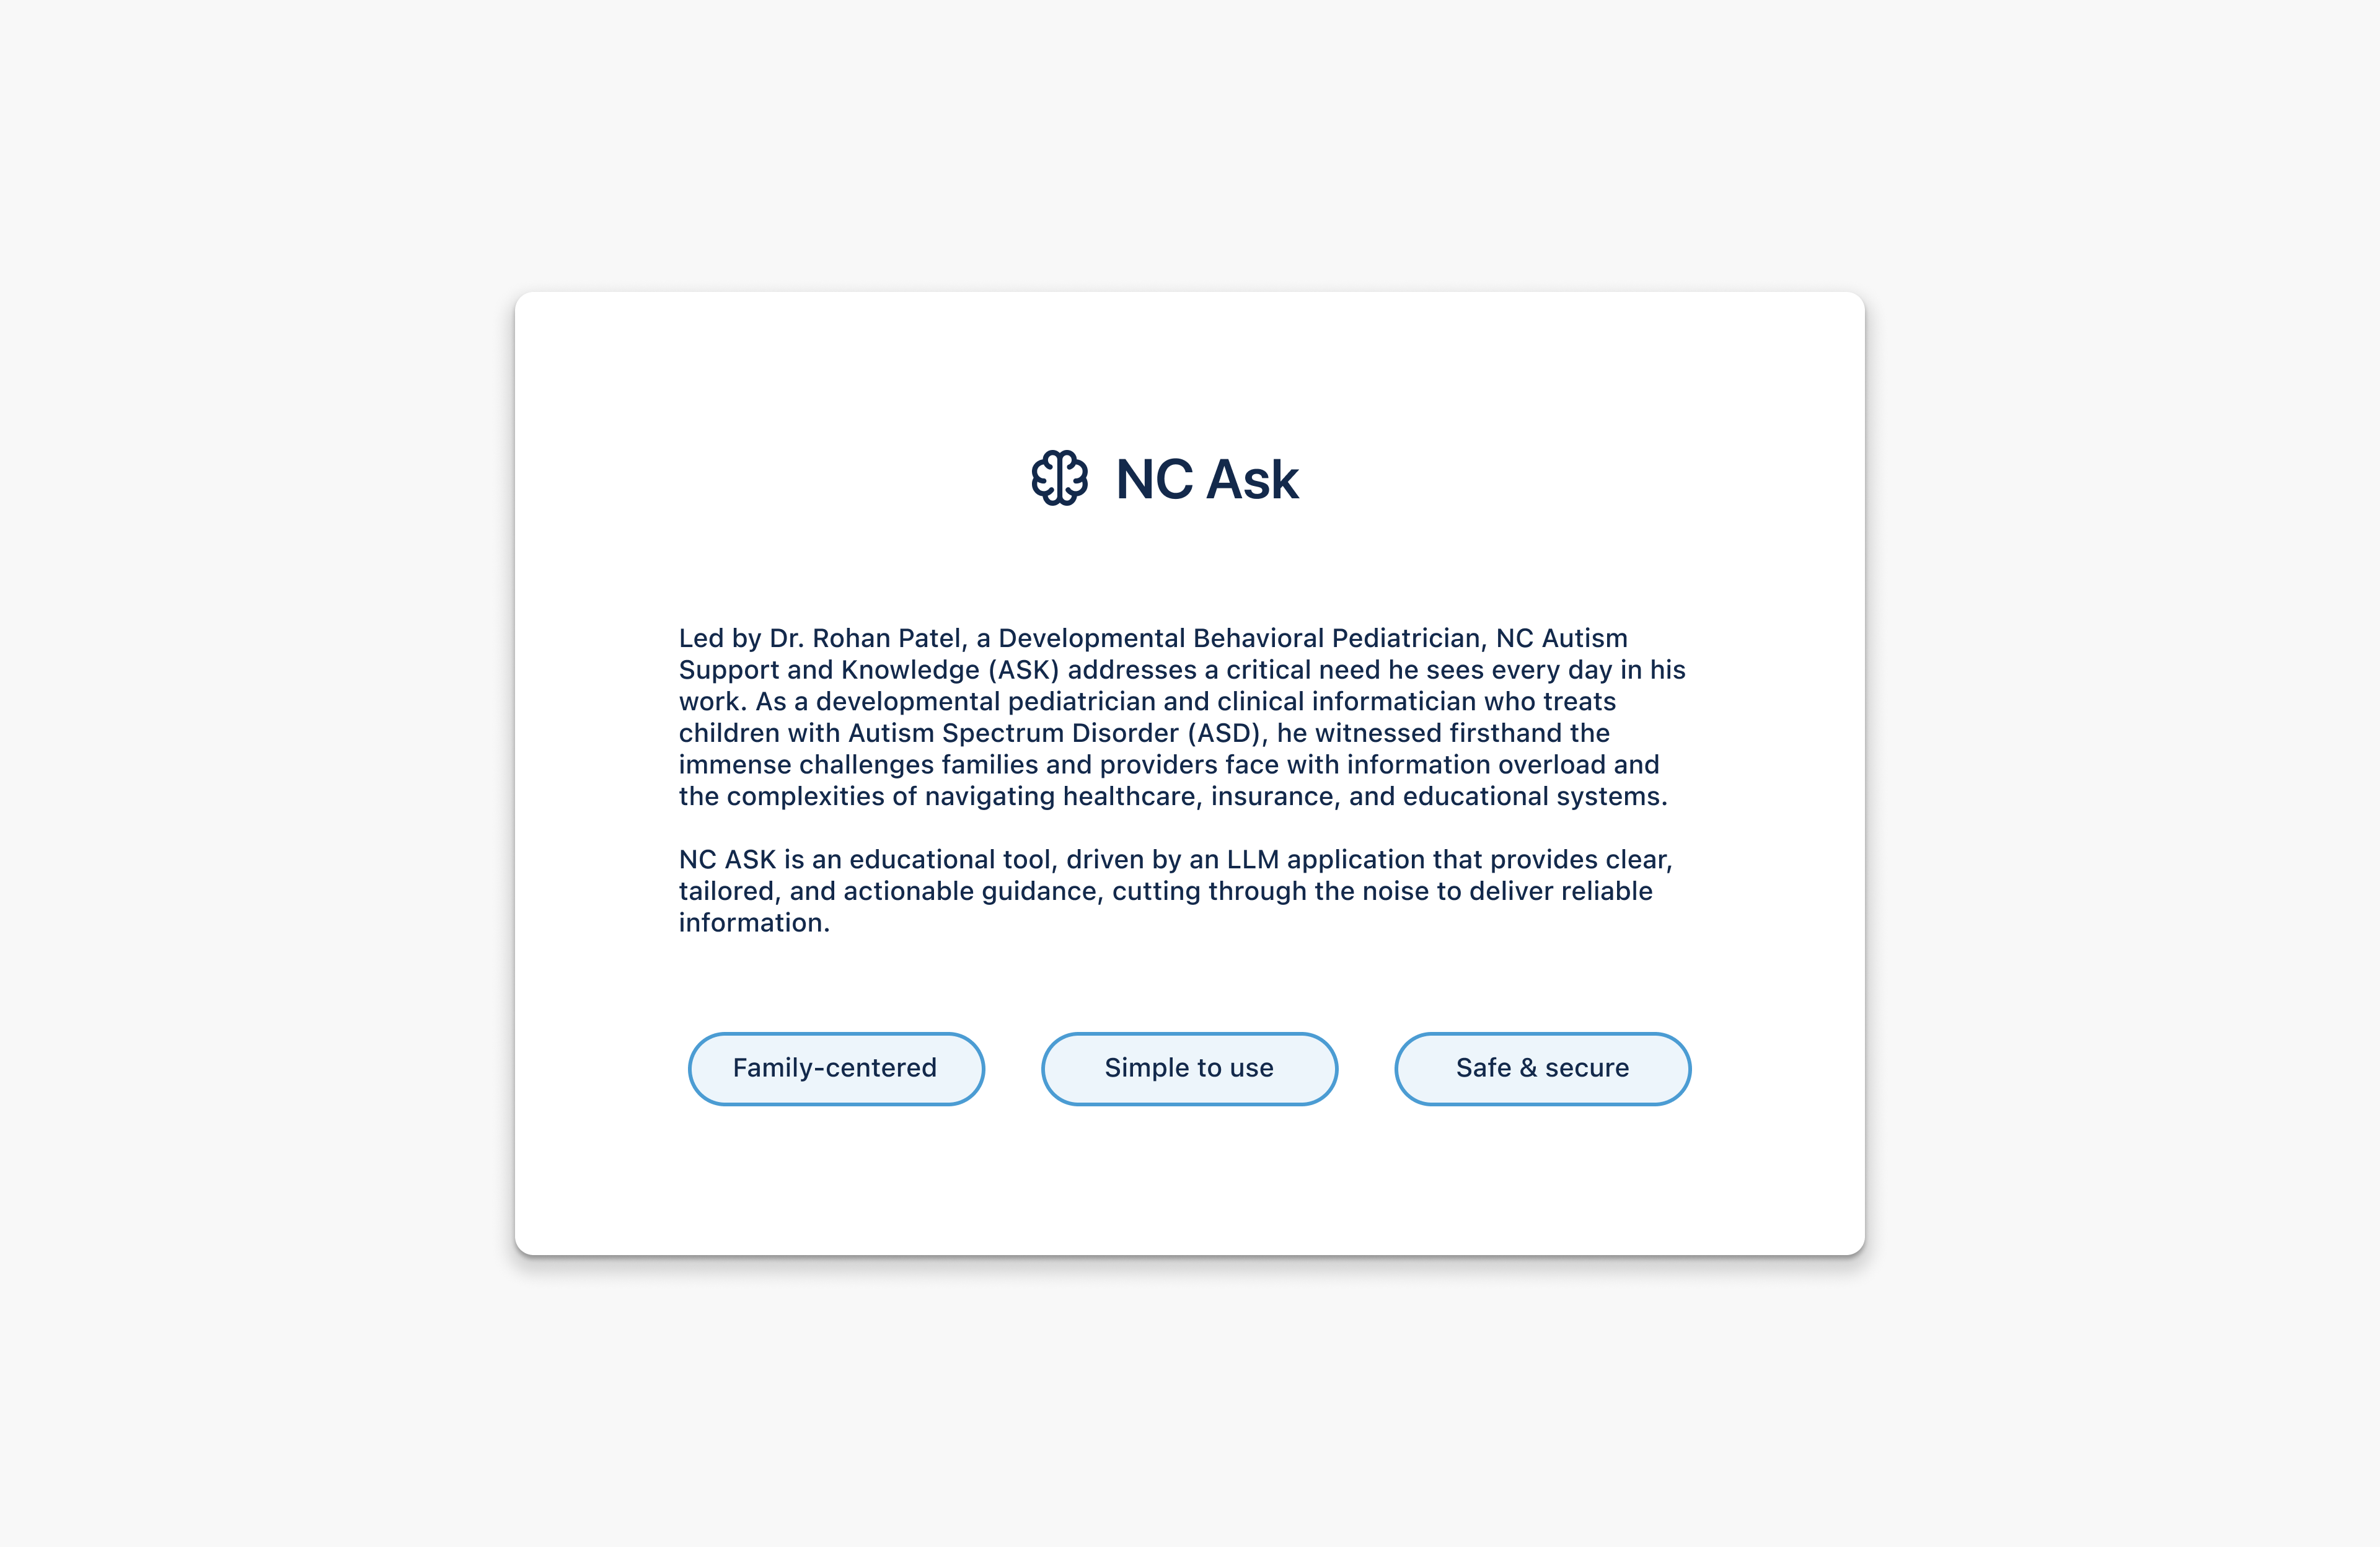 NC Ask
Led by Dr. Rohan Patel, a Developmental Behavioral Pediatrician, NC Autism
Support and Knowledge (ASK) addresses a critical need he sees every day in his
work. As a developmental pediatrician and clinical informatician who treats
children with Autism Spectrum Disorder (ASD), he witnessed firsthand the
immense challenges families and providers face with information overload and
the complexities of navigating healthcare, insurance, and educational systems.
NC ASK is an educational tool, driven by an LLM application that provides clear,
tailored, and actionable guidance, cutting through the noise to deliver reliable
information.
Family-centered
Simple to use
Safe & secure